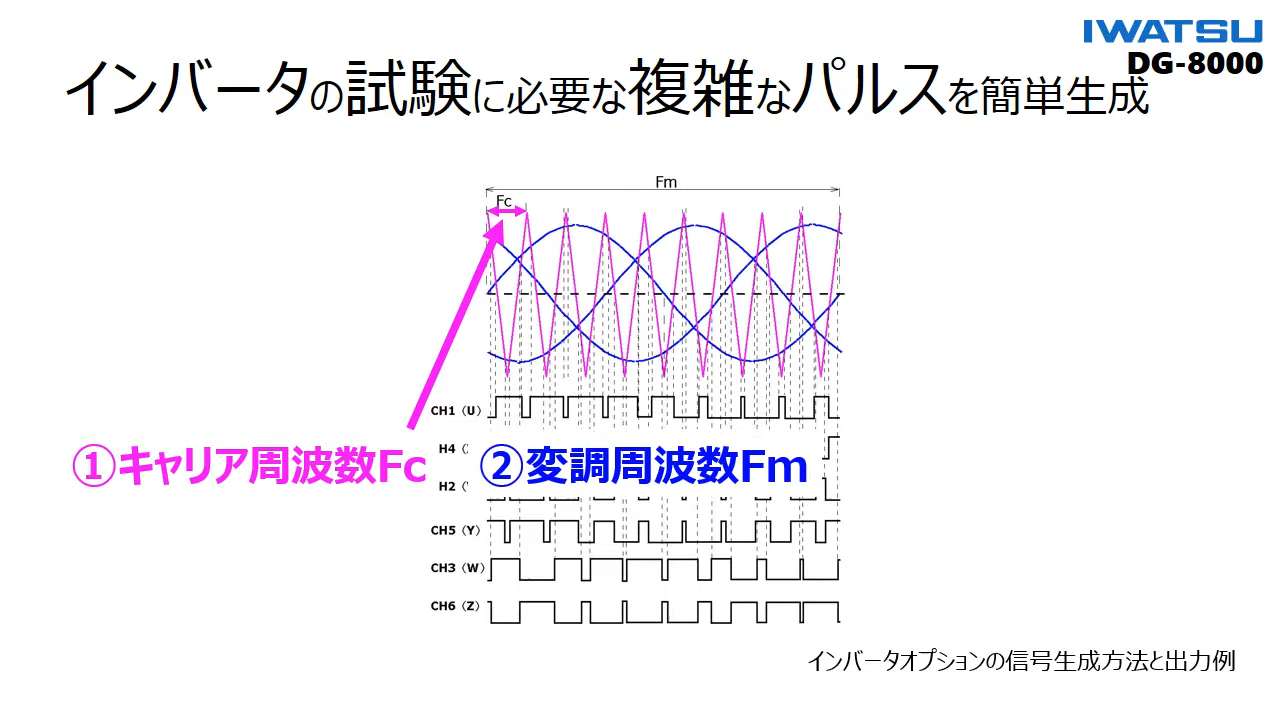 IWATSU
DG-8000
インバータの試験に必要な複雑なパルスを簡単生成
Fm
Fc
CH1（U）
H4（
①キャリア周波数Fc
②変調周波数Fm
H2（
CH5（Y）
CH3（W）
CH6（Z）
インバータオプションの信号生成方法と出力例